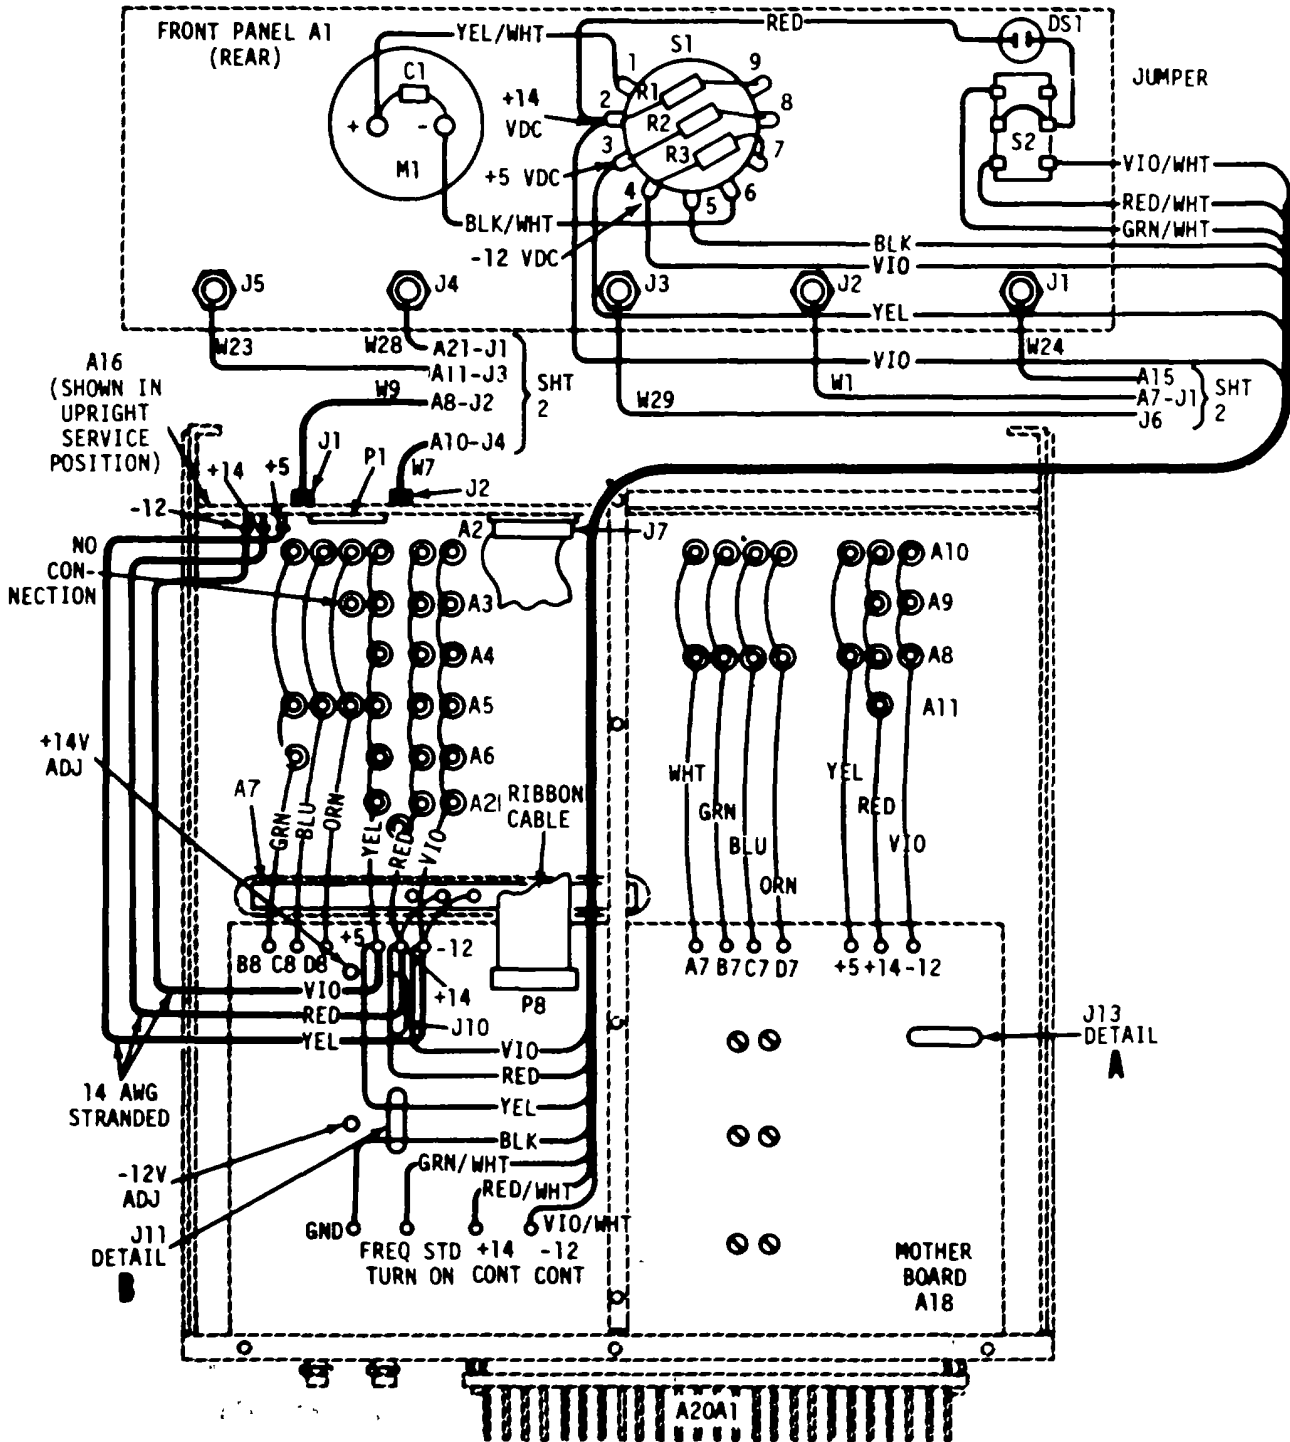 FRONT PANEL A1
(REAR)
YEL/WHT
RED
DS1
S1
JUMPER
C1
1
9
R1
+14
VDC
2
8
R2
+
-
M1
3
R3
7
S2
+5 VDC
4
5
6
VIO/WHT
RED/WHT
GRN/WHT
BLK/WHT
-12 VDC
BLK
VIO
J5
J4
J3
J2
J1
YEL
W23
W28
A21-J1
VIO
W24
A11-J3
SHT
2
A15
W9
A8-J2
W1
A7-J1
SHT
2
W29
J6
A16
(SHOWN IN
UPRIGHT
SERVICE
POSITION)
J1
P1
A10-J4
W7
+14
+5
J2
-12
A2
J7
NO
CON-
NECTION
A10
A3
A9
A4
A8
A5
A11
+14V
ADJ
A6
A7
A21
RIBBON
CABLE
GRN
BLU
ORN
YEL
RED
VIO
WHT
GRN
BLU
ORN
YEL
RED
VIO
B8
C8
D8
+5
-12
A7
B7
C7
D7
+5
+14
-12
VIO
+14
P8
RED
J10
YEL
VIO
RED
J13
DETAIL
A
14 AWG
STRANDED
YEL
BLK
GRN/WHT
-12V
ADJ
RED/WHT
J11
DETAIL
B
GND
VIO/WHT
FREQ STD
TURN ON
+14
CONT
-12
CONT
MOTHER
BOARD
A18
A20A1